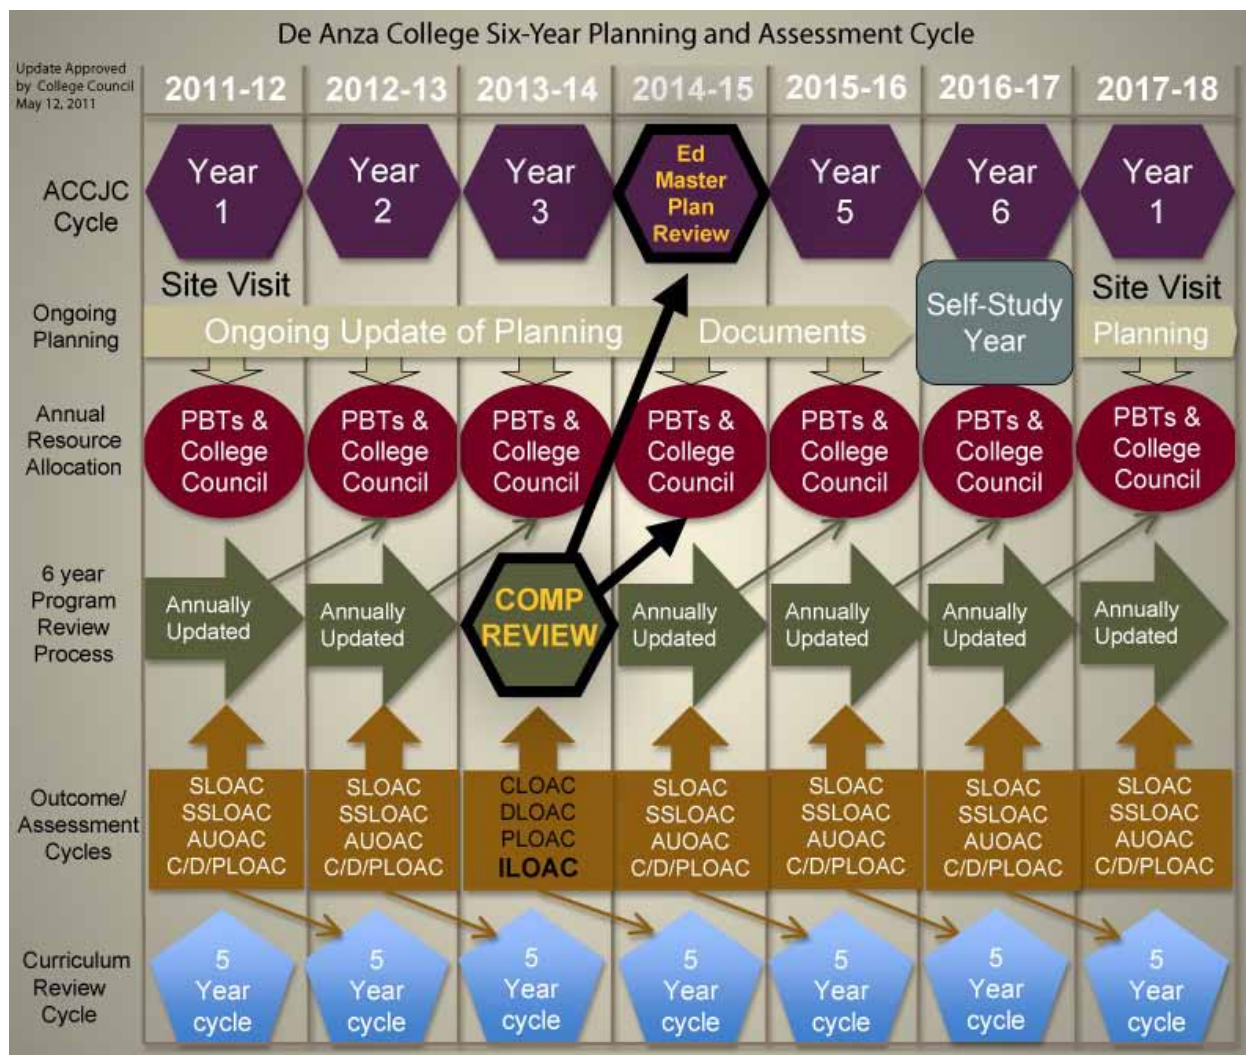 De Anza College Six-Year Planning and Assessment Cycle
Update Approved
by College Council
May 12, 2011
2011-12
2012-13
2013-14
2014-15
2015-16
2016-17
2017-18
ACCJC
Cycle
Year
1
Year
2
Year
3
Ed
Master
Plan
Review
Year
5
Year
6
Year
1
Site Visit
Site Visit
Ongoing
Planning
Ongoing Update of Planning
Documents
Self-Study
Year
Planning
Annual
Resource
Allocation
PBTs &
College
Council
PBTs &
College
Council
PBTs &
College
Council
PBTs &
College
Council
PBTs &
College
Council
PBTs &
College
Council
PBTs &
College
Council
6 year
Program
Review
Process
Annually
Updated
Annually
Updated
COMP
REVIEW
Annually
Updated
Annually
Updated
Annually
Updated
Annually
Updated
Outcome/
Assessment
Cycles
SLOAC
SSLOAC
AUOAC
C/D/PLOAC
SLOAC
SSLOAC
AUOAC
C/D/PLOAC
CLOAC
DLOAC
PLOAC
ILOAC
SLOAC
SSLOAC
AUOAC
C/D/PLOAC
SLOAC
SSLOAC
AUOAC
C/D/PLOAC
SLOAC
SSLOAC
AUOAC
C/D/PLOAC
SLOAC
SSLOAC
AUOAC
C/D/PLOAC
Curriculum
Review
Cycle
5
Year
cycle
5
Year
cycle
5
Year
cycle
5
Year
cycle
5
Year
cycle
5
Year
cycle
5
Year
cycle